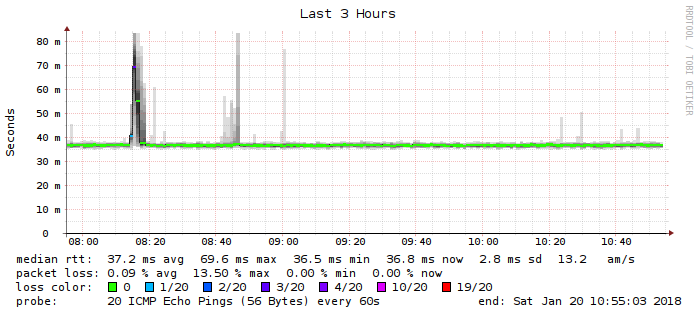 Last 3 Hours
RRDTOOL / TOBI OETIKER
Seconds
80 m
70 m
60 m
50 m
40 m
30 m
20 m
10 m
0
08:00 08:20 08:40 09:00 09:20 09:40 10:00 10:20 10:40
median rtt: 37.2 ms avg 69.6 ms max 36.5 ms min 36.8 ms now 2.8 ms sd 13.2 am/s
packet loss: 0.09 % avg 13.50 % max 0.00 % min 0.00 % now
loss color: 0 1/20 2/20 3/20 4/20 10/20 19/20
probe: 20 ICMP Echo Pings (56 Bytes) every 60s end: Sat Jan 20 10:55:03 2018